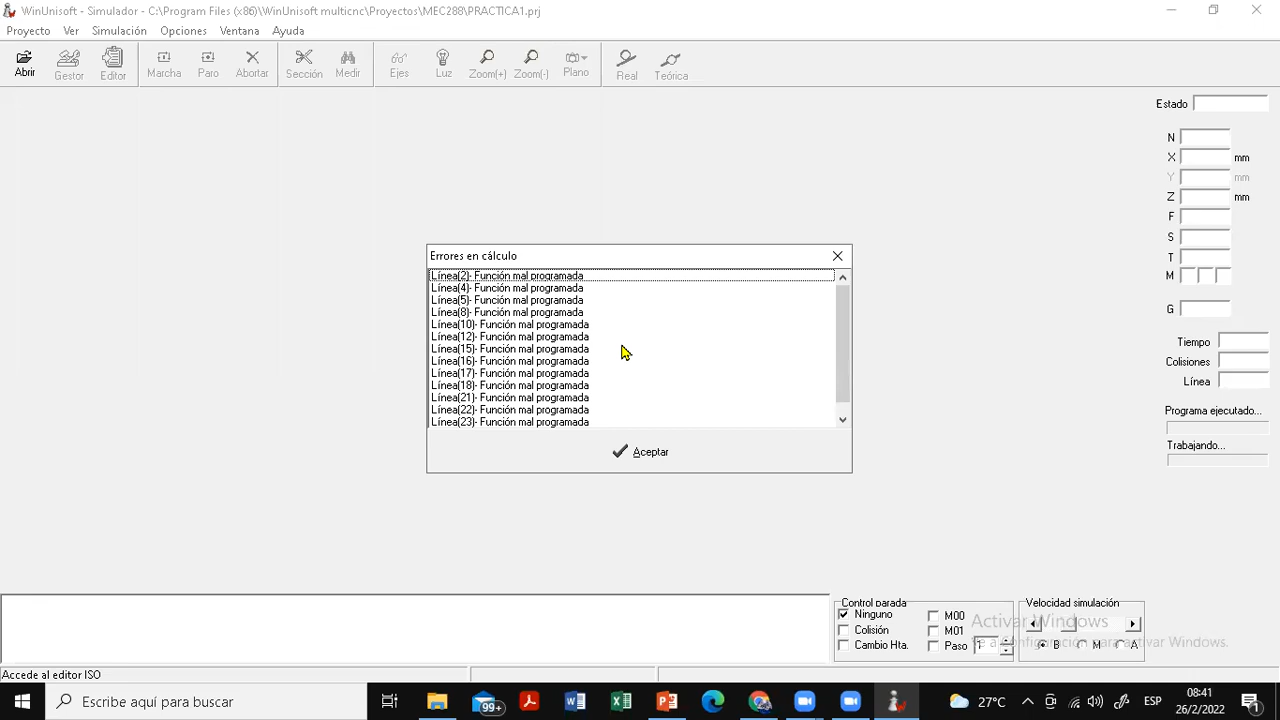 WinUnisoft - Simulador - C:\Program Files (x86)\WinUnisoft multicnc\Proyectos\MEC288\PRACTICA1.prj
Proyecto Ver Simulación Opciones Ventana Ayuda
Abrir Gestor Editor Marcha Paro Abortar Sección Medir Ejes Luz Zoom(+) Zoom(-) Plano Real Teórica
Estado
N
X mm
Y mm
Z mm
F
S
T
M
G
Tiempo
Colisiones
Línea
Programa ejecutado...
Trabajando...
Errores en cálculo
Línea(2)- Función mal programada
Línea(4)- Función mal programada
Línea(5)- Función mal programada
Línea(8)- Función mal programada
Línea(10)- Función mal programada
Línea(12)- Función mal programada
Línea(15)- Función mal programada
Línea(16)- Función mal programada
Línea(17)- Función mal programada
Línea(18)- Función mal programada
Línea(21)- Función mal programada
Línea(22)- Función mal programada
Línea(23)- Función mal programada
Aceptar
Control parada
Ninguno M00
Colisión M01
Cambio Hta. Paso 1
Velocidad simulación
B M A
Activar Windows
Ve a Configuración para activar Windows.
Accede al editor ISO
Escribe aquí para buscar
99+
27°C
ESP
08:41
26/2/2022
1